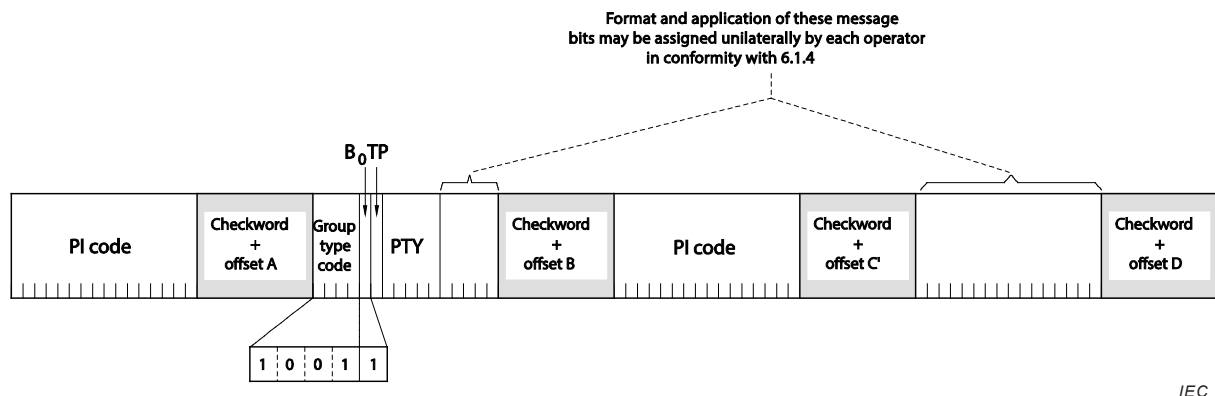 Format and application of these message
bits may be assigned unilaterally by each operator
in conformity with 6.1.4
B0TP
PI code
Checkword
+
offset A
Group
type
code
PTY
Checkword
+
offset B
PI code
Checkword
+
offset C'
Checkword
+
offset D
1 0 0 1 1
IEC